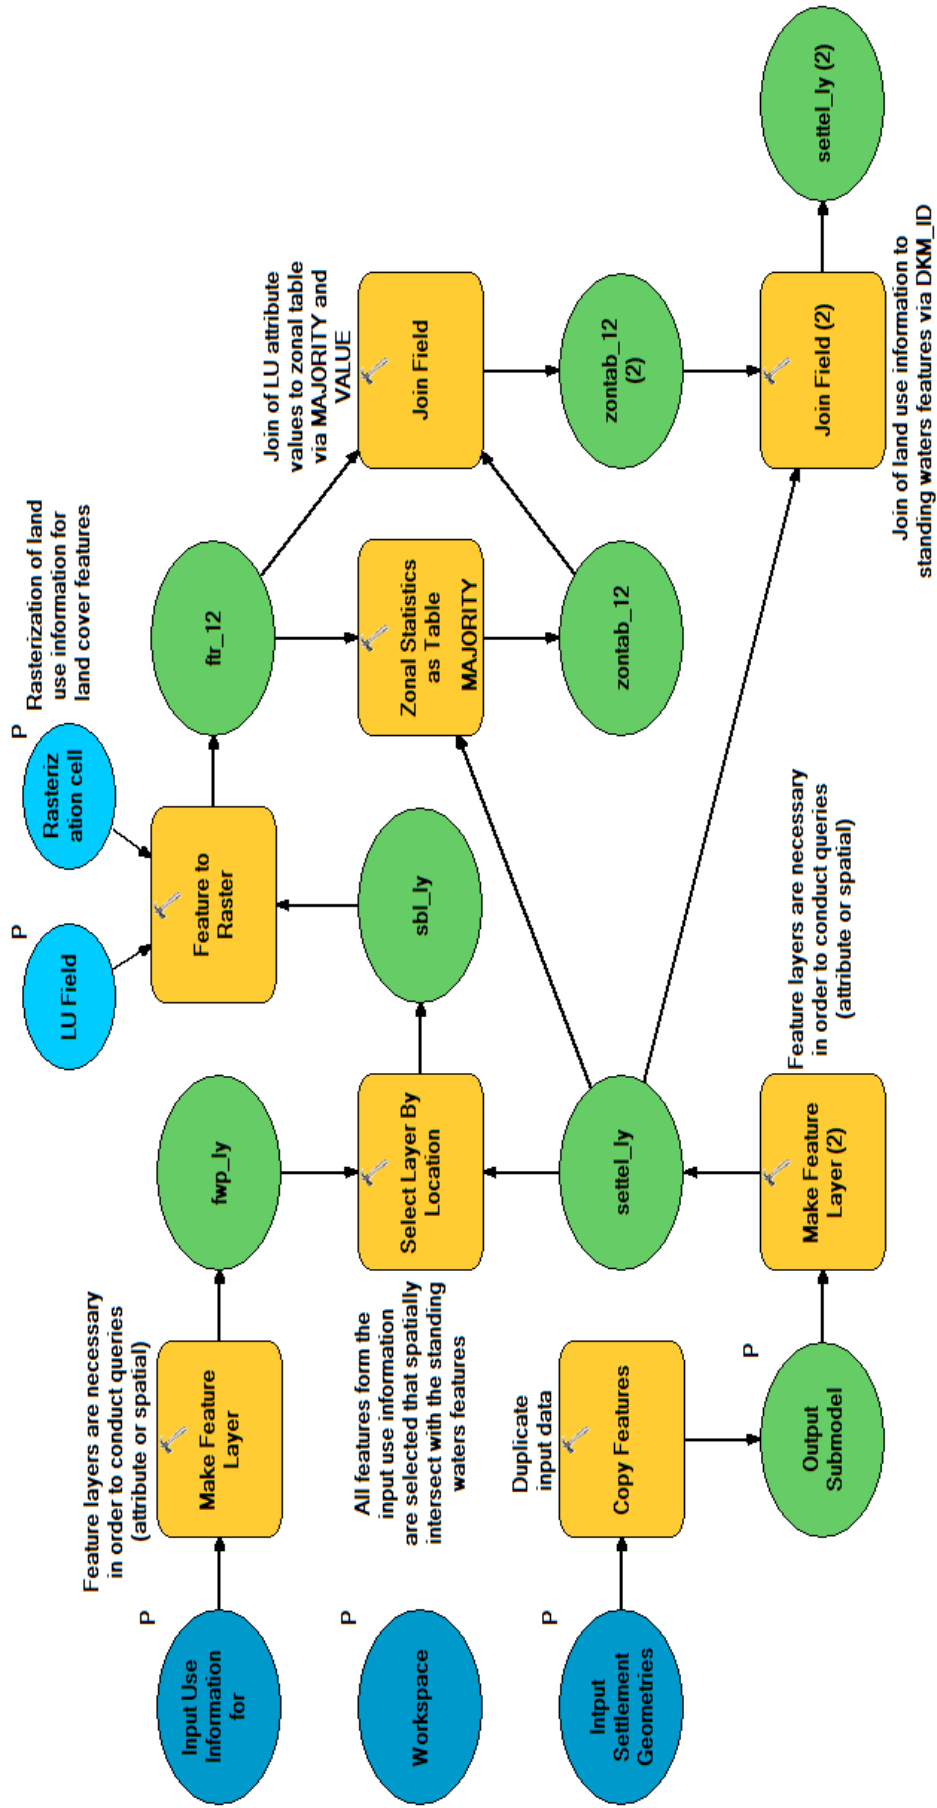 P
Input Use
Information
for
Feature layers are necessary
in order to conduct queries
(attribute or spatial)
Make Feature
Layer
fwp_ly
P
LU Field
P
Rasteriz
ation cell
Rasterization of land
use information for
land cover features
Feature to
Raster
ftr_12
Join of LU attribute
values to zonal table
via MAJORITY and
VALUE
P
Workspace
All features form the
input use information
are selected that spatially
intersect with the standing
waters features
Select Layer By
Location
sbl_ly
Zonal Statistics
as Table
MAJORITY
Join Field
P
Intput
Settlement
Geometries
Duplicate
input data
Copy Features
settel_ly
zontab_12
zontab_12
(2)
P
Output
Submodel
Make Feature
Layer (2)
Feature layers are necessary
in order to conduct queries
(attribute or spatial)
Join Field (2)
settel_ly (2)
Join of land use information to
standing waters features via DKM_ID